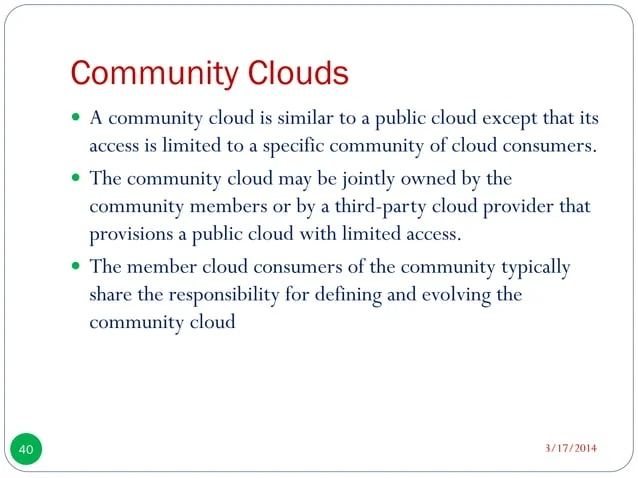 Community Clouds
• A community cloud is similar to a public cloud except that its
access is limited to a specific community of cloud consumers.
• The community cloud may be jointly owned by the
community members or by a third-party cloud provider that
provisions a public cloud with limited access.
• The member cloud consumers of the community typically
share the responsibility for defining and evolving the
community cloud
40
3/17/2014